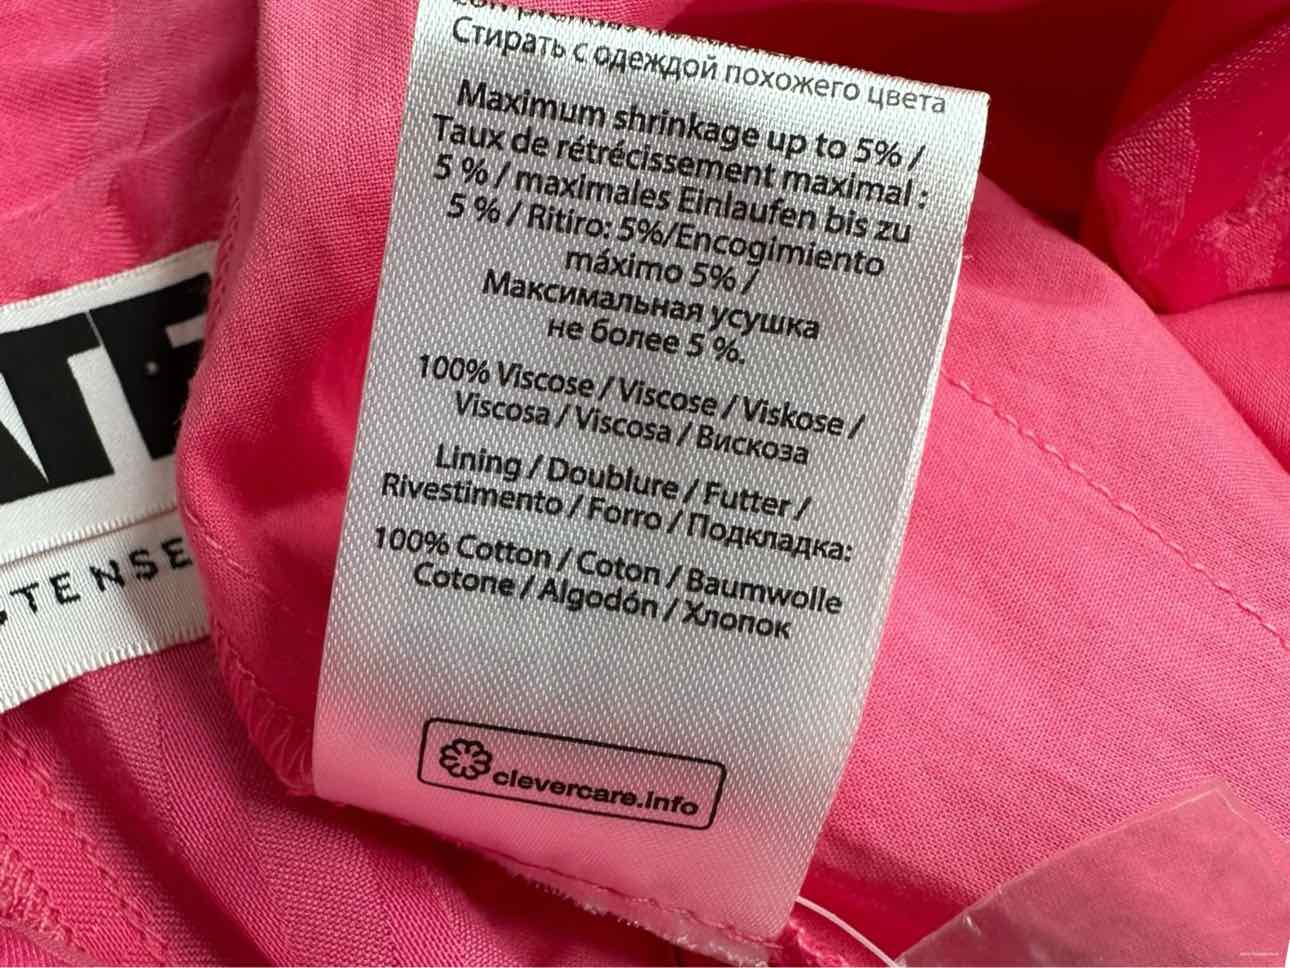 Стирать с одеждой похожего цвета
Maximum shrinkage up to 5% /
Taux de rétrécissement maximal :
5 % / maximales Einlaufen bis zu
5 % / Ritiro: 5%/Encogimiento
máximo 5% /
Максимальная усушка
не более 5 %.
100% Viscose / Viscose / Viskose /
Viscosa / Viscosa / Вискоза
Lining / Doublure / Futter /
Rivestimento / Forro / Подкладка:
100% Cotton / Coton / Baumwolle
Cotone / Algodón / Хлопок
clevercare.info